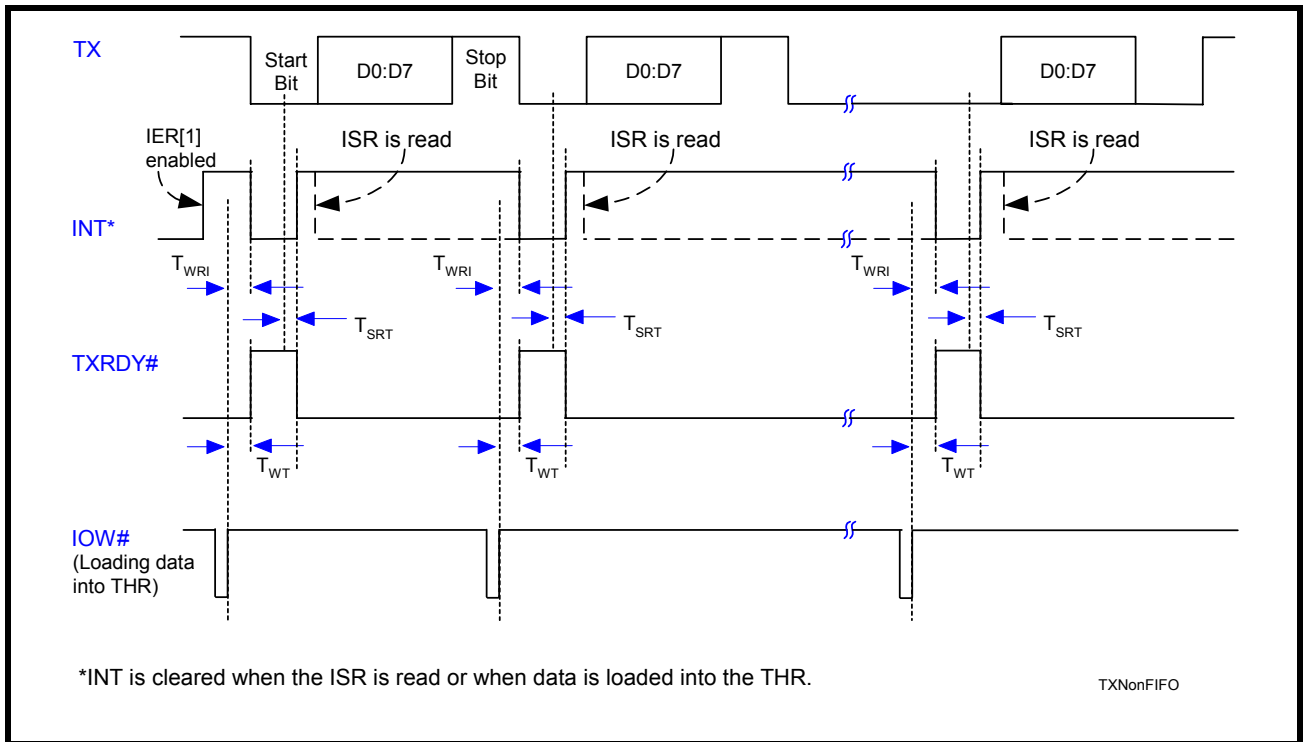 TX
Start
Bit
D0:D7
Stop
Bit
D0:D7
D0:D7
IER[1]
enabled
ISR is read
ISR is read
ISR is read
INT*
TWRI
TWRI
TWRI
TSRT
TSRT
TSRT
TXRDY#
TWT
TWT
TWT
IOW#
(Loading data
into THR)
*INT is cleared when the ISR is read or when data is loaded into the THR.
TXNonFIFO